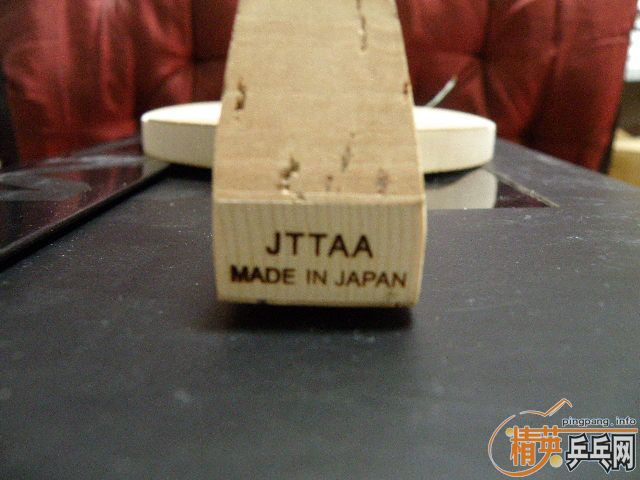 JTTAA
MADE IN JAPAN
pingpang.info
精英乒乓网